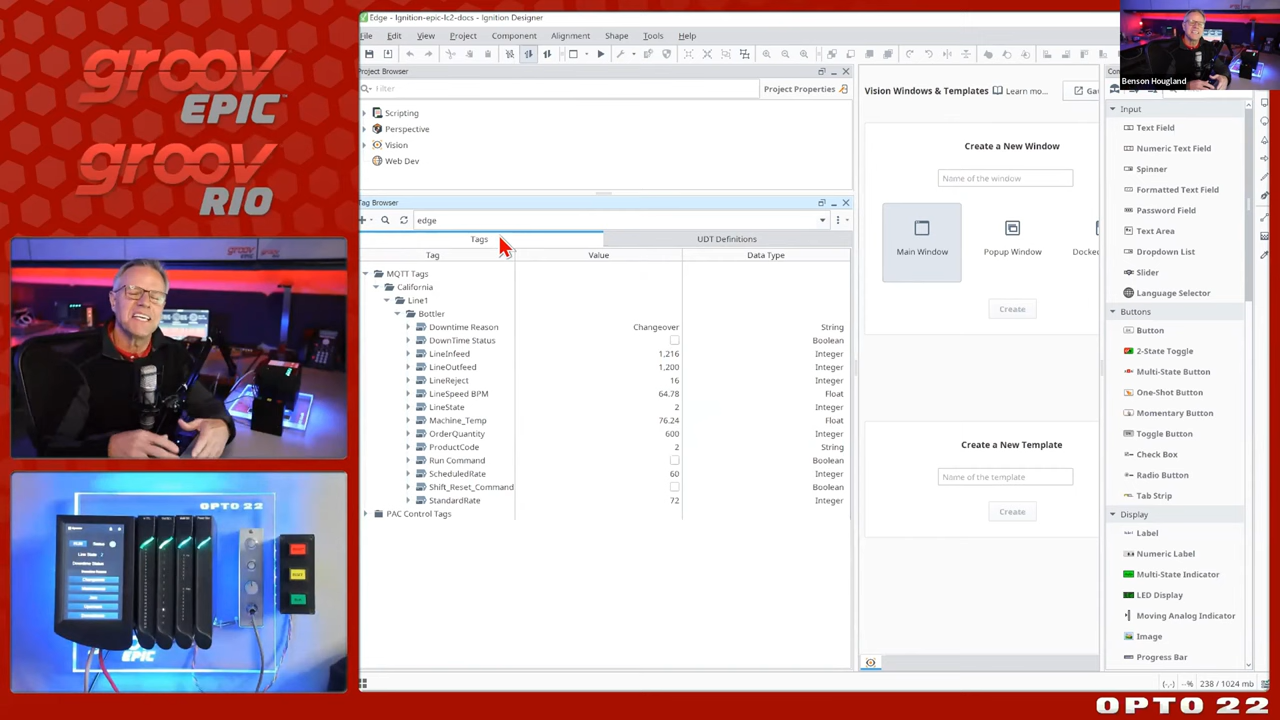 groov
EPIC™
groov
RIO
Edge - Ignition-epic-lc2-docs - Ignition Designer
File Edit View Project Component Alignment Shape Tools Help
Project Browser
Filter
Project Properties
Scripting
Perspective
Vision
Web Dev
Tag Browser
edge
Tags
UDT Definitions
Tag Value Data Type
MQTT Tags
California
Line1
Bottler
Downtime Reason Changeover String
DownTime Status Boolean
LineInfeed 1,216 Integer
LineOutfeed 1,200 Integer
LineReject 16 Integer
LineSpeed BPM 64.78 Float
LineState 2 Integer
Machine_Temp 76.24 Float
OrderQuantity 600 Integer
ProductCode 2 String
Run Command Boolean
ScheduledRate 60 Integer
Shift_Reset_Command Boolean
StandardRate 72 Integer
PAC Control Tags
Vision Windows & Templates
Learn mo...
Create a New Window
Name of the window
Main Window
Popup Window
Docked
Create
Create a New Template
Name of the template
Create
Benson Hougland
Input
Text Field
Numeric Text Field
Spinner
Formatted Text Field
Password Field
Text Area
Dropdown List
Slider
Language Selector
Buttons
Button
2-State Toggle
Multi-State Button
One-Shot Button
Momentary Button
Toggle Button
Check Box
Radio Button
Tab Strip
Display
Label
Numeric Label
Multi-State Indicator
LED Display
Moving Analog Indicator
Image
Progress Bar
(-,-) --% 238 / 1024 mb
OPTO 22
EPIC
OPTO 22